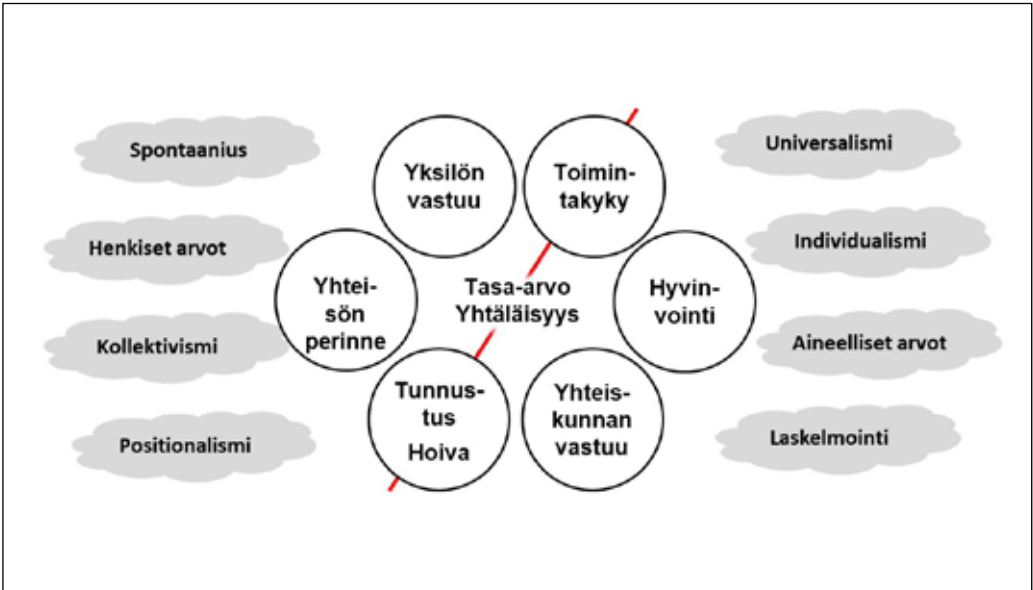 Spontaanius
Henkiset arvot
Kollektivismi
Positionalismi
Yksilön
vastuu
Toimin-
takyky
Yhtei-
sön
perinne
Tasa-arvo
Yhtäläisyys
Hyvin-
vointi
Tunnus-
tus
Hoiva
Yhteis-
kunnan
vastuu
Universalismi
Individualismi
Aineelliset arvot
Laskelmointi